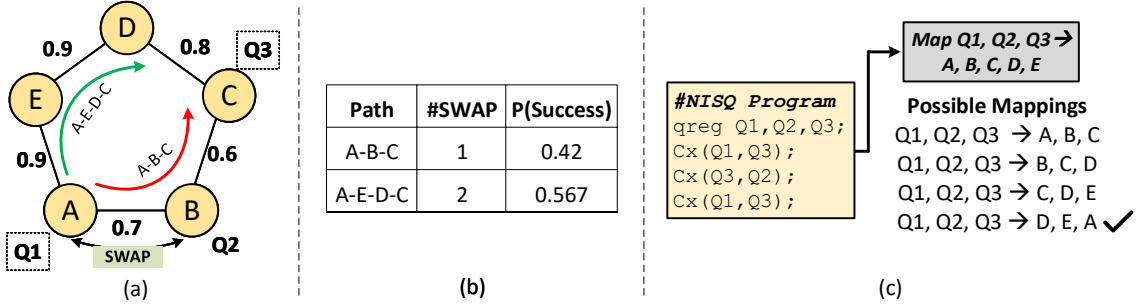 D
0.9
0.8
Q3
E
C
A-E-D-C
A-B-C
0.9
0.6
A
B
0.7
Q1
SWAP
Q2
(a)
Path #SWAP P(Success)
A-B-C 1 0.42
A-E-D-C 2 0.567
(b)
#NISQ Program
qreg Q1,Q2,Q3;
Cx(Q1,Q3);
Cx(Q3,Q2);
Cx(Q1,Q3);
Map Q1, Q2, Q3 →
A, B, C, D, E
Possible Mappings
Q1, Q2, Q3 → A, B, C
Q1, Q2, Q3 → B, C, D
Q1, Q2, Q3 → C, D, E
Q1, Q2, Q3 → D, E, A ✓
(c)